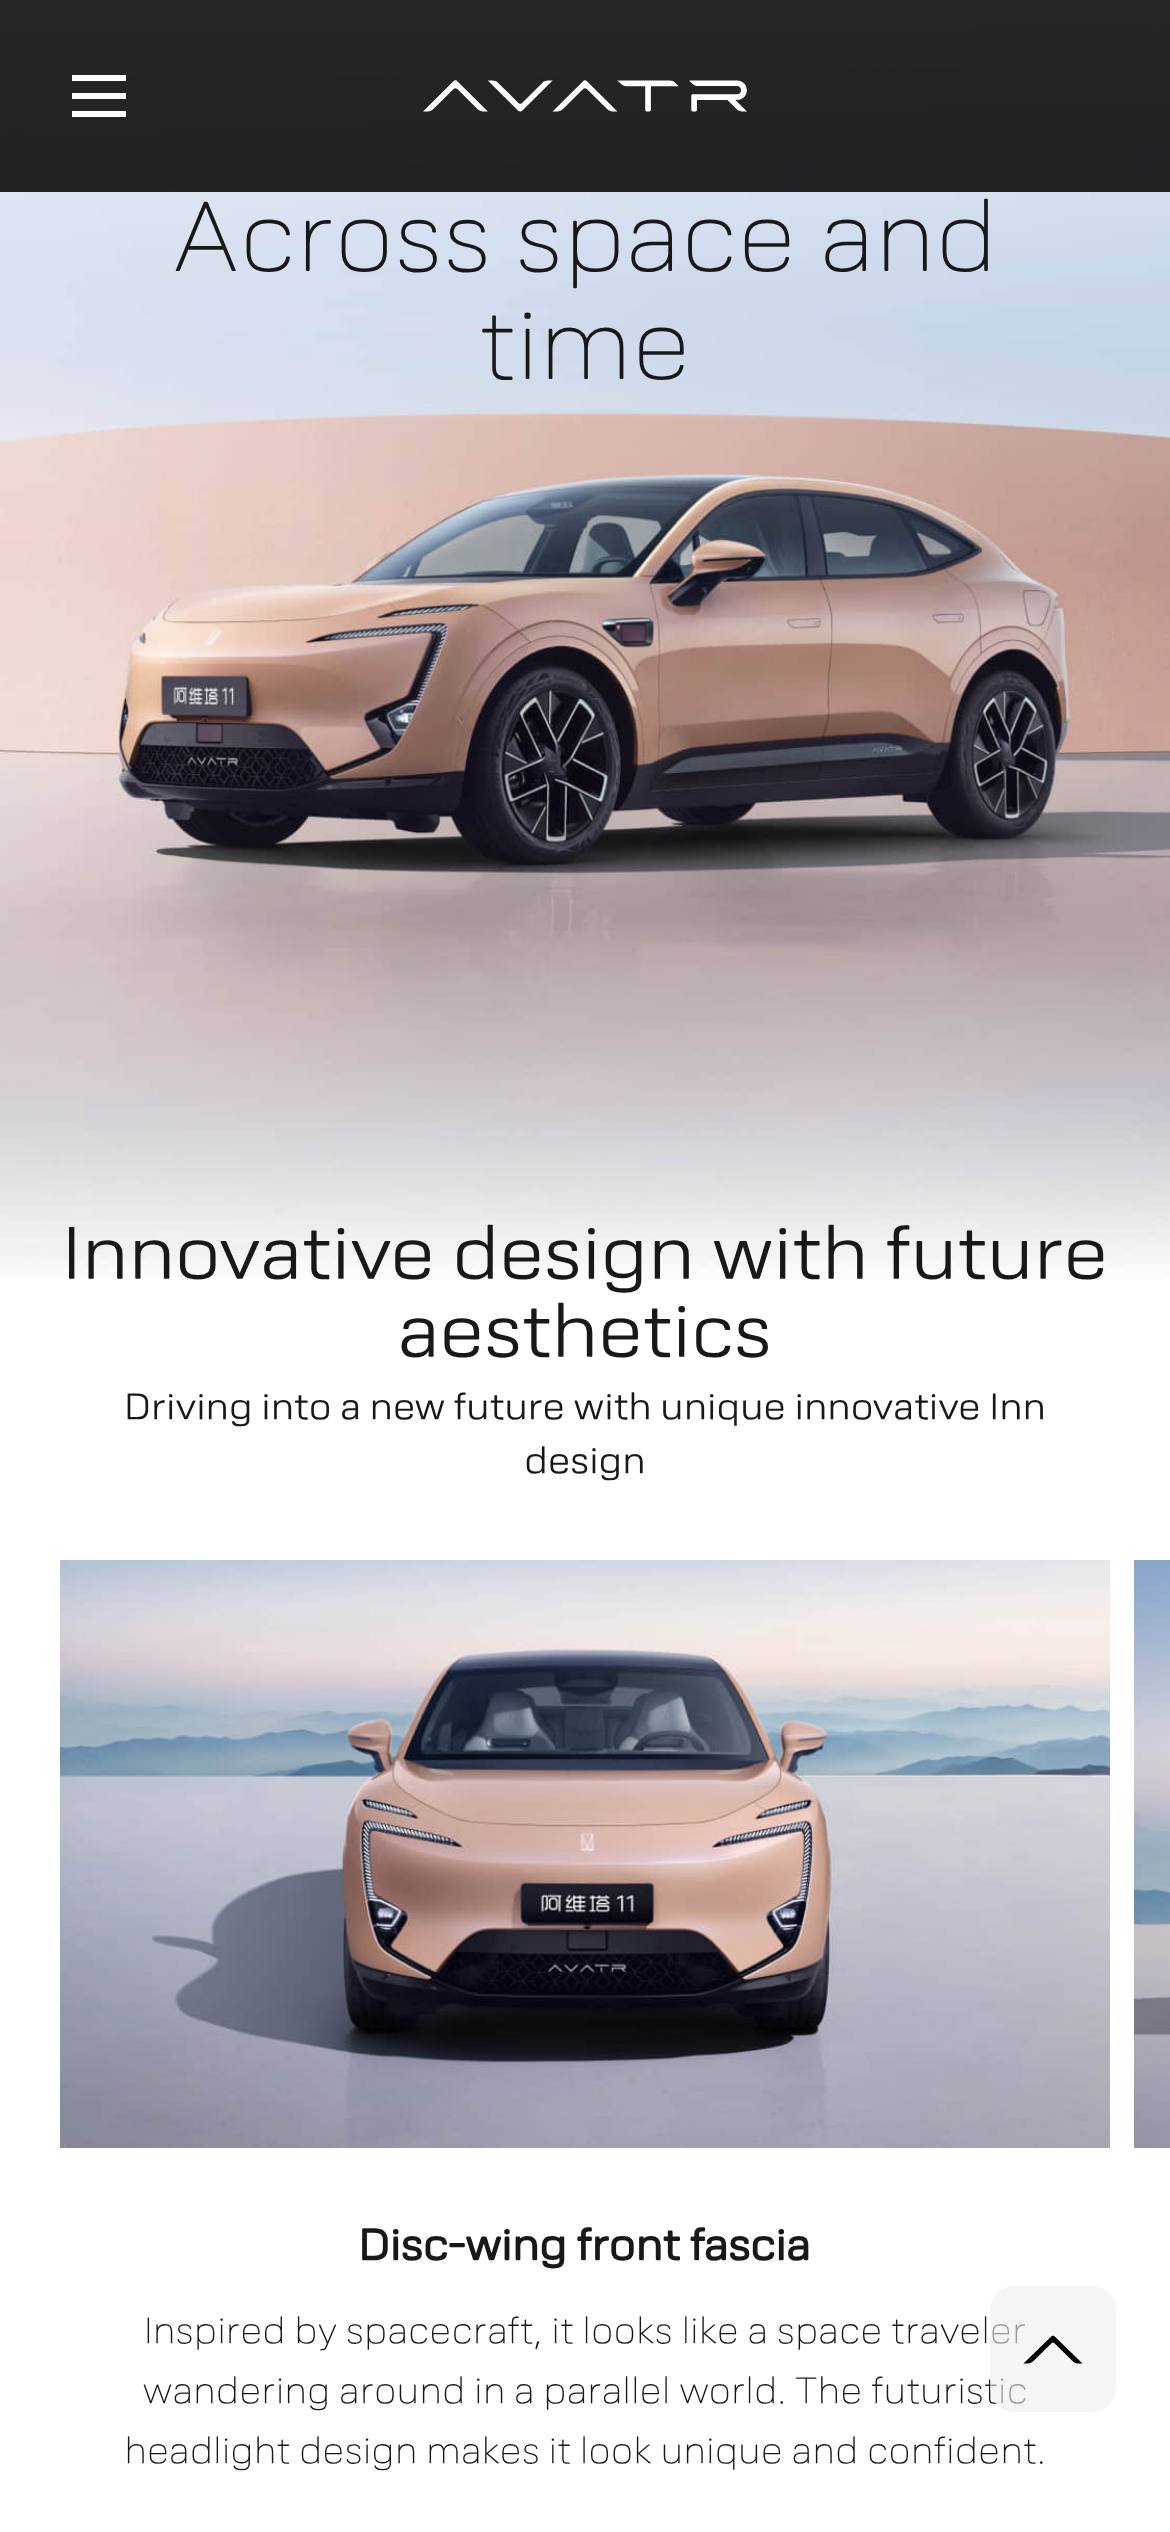 AVATR
Across space and
time
阿维塔 11
AVATR
AVATR
Innovative design with future
aesthetics
Driving into a new future with unique innovative Inn
design
阿维塔 11
AVATR
Disc-wing front fascia
Inspired by spacecraft, it looks like a space traveler
wandering around in a parallel world. The futuristic
headlight design makes it look unique and confident.